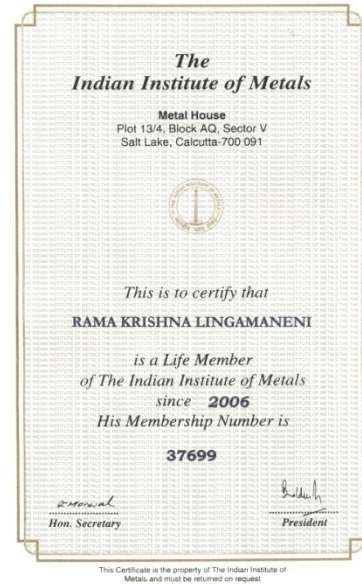 The
Indian Institute of Metals
Metal House
Plot 13/4, Block AQ, Sector V
Salt Lake, Calcutta-700 091
This is to certify that
RAMA KRISHNA LINGAMANENI
is a Life Member
of The Indian Institute of Metals
since 2006
His Membership Number is
37699
Hon. Secretary
President
This Certificate is the property of The Indian Institute of
Metals and must be returned on request